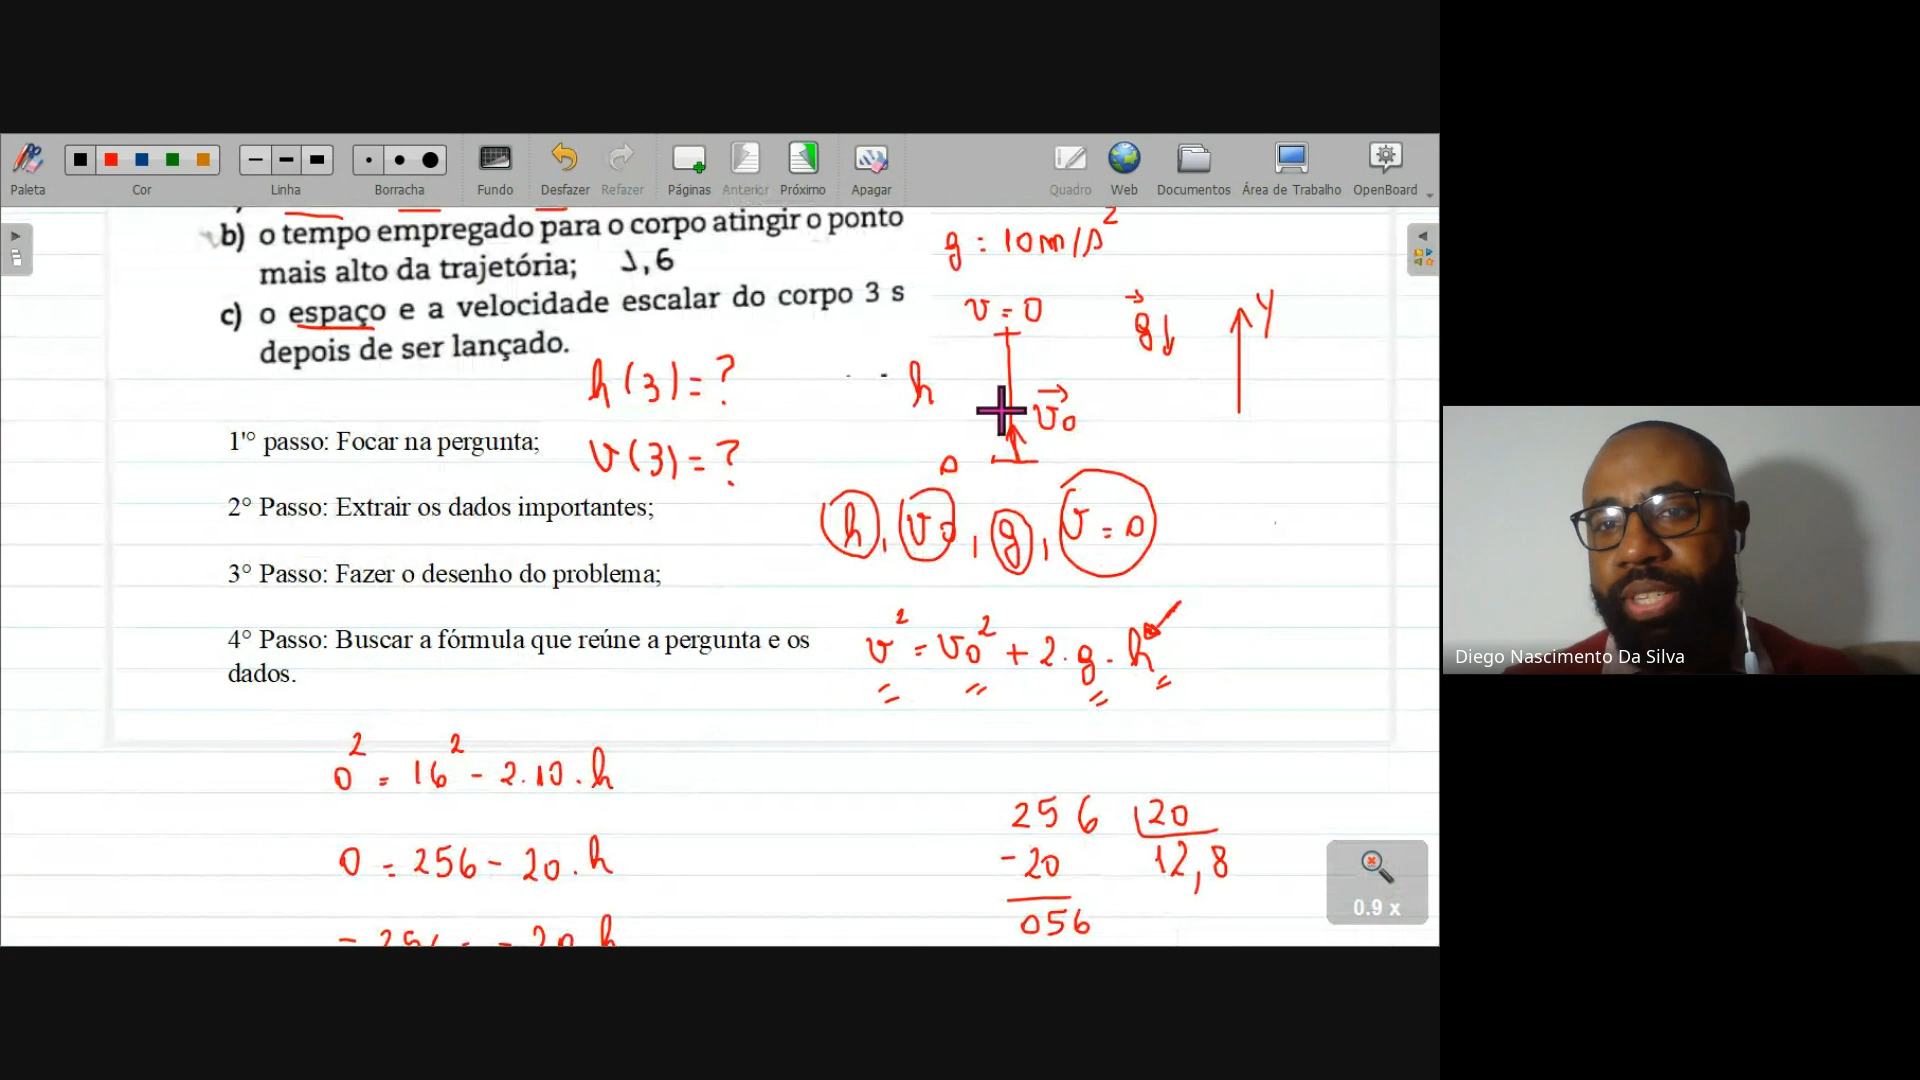 Paleta
Cor
Linha
Borracha
Fundo
Desfazer
Refazer
Páginas
Anterior
Próximo
Apagar
Quadro
Web
Documentos
Área de Trabalho
OpenBoard
b) o tempo empregado para o corpo atingir o ponto
mais alto da trajetória; 1,6
c) o espaço e a velocidade escalar do corpo 3 s
depois de ser lançado.
h(3) = ?
v(3) = ?
g = 10 m/s²
v = 0
g
y
h
v₀
0
h, v₀, g, v = 0
1'° passo: Focar na pergunta;
2° Passo: Extrair os dados importantes;
3° Passo: Fazer o desenho do problema;
4° Passo: Buscar a fórmula que reúne a pergunta e os
dados.
v² = v₀² + 2.g.h
0² = 16² - 2.10.h
0 = 256 - 20.h
- 256 = - 20 h
256 20
-20 12,8
056
0.9 x
Diego Nascimento Da Silva